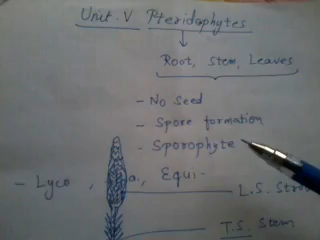 Unit. V Pteridophytes
Root, Stem, Leaves
- No Seed
- Spore formation
- Sporophyte
- Lyco , a, Equi-
L.S. Stro
T.S. Stem